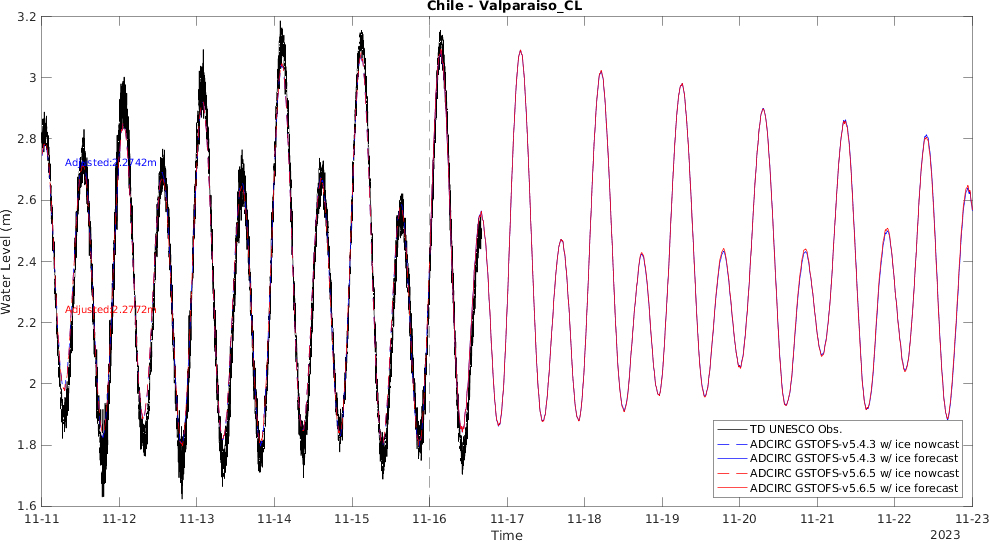 Chile - Valparaiso_CL
3.2
3
2.8
2.6
2.4
2.2
2
1.8
1.6
Water Level (m)
Adjusted:2.2742m
Adjusted:2.2772m
TD UNESCO Obs.
ADCIRC GSTOFS-v5.4.3 w/ ice nowcast
ADCIRC GSTOFS-v5.4.3 w/ ice forecast
ADCIRC GSTOFS-v5.6.5 w/ ice nowcast
ADCIRC GSTOFS-v5.6.5 w/ ice forecast
11-11 11-12 11-13 11-14 11-15 11-16 11-17 11-18 11-19 11-20 11-21 11-22 11-23
Time
2023